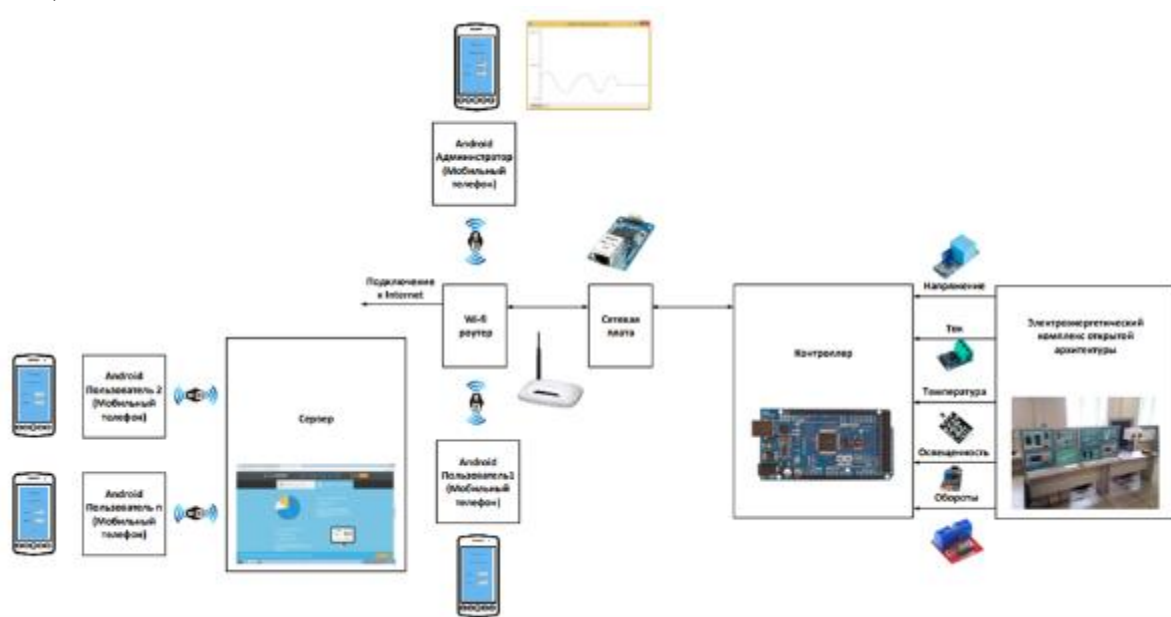 Android
Администратор
(Мобильный
телефон)
Подключение
к Internet
Wi-fi
роутер
Сетевая
плата
Контроллер
Напряжение
Ток
Температура
Освещенность
Обороты
Электроэнергетический
комплекс открытой
архитектуры
Android
Пользователь 2
(Мобильный
телефон)
Сервер
Android
Пользователь n
(Мобильный
телефон)
Android
Пользователь1
(Мобильный
телефон)